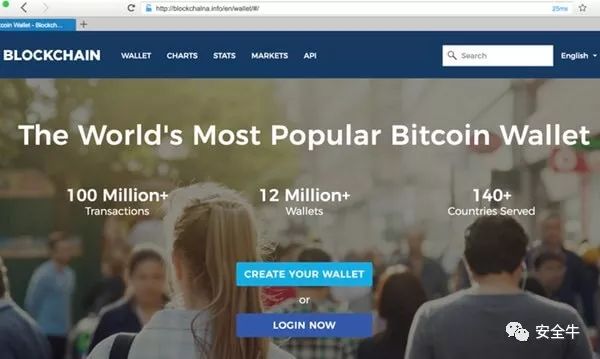 http://blockchalna.info/en/wallet/#/ 25ms
tcoin Wallet - Blockch...
BLOCKCHAIN WALLET CHARTS STATS MARKETS API Search English
The World's Most Popular Bitcoin Wallet
100 Million+ 12 Million+ 140+
Transactions Wallets Countries Served
CREATE YOUR WALLET
or
LOGIN NOW
安全牛